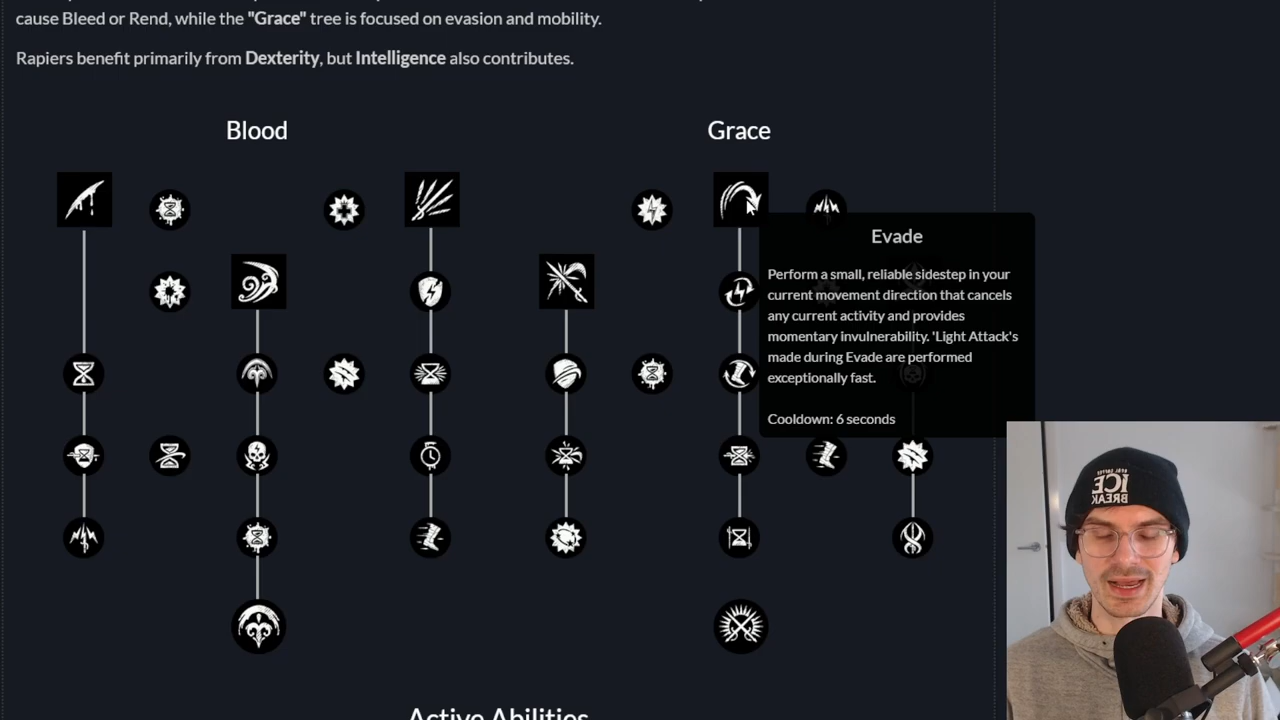 cause Bleed or Rend, while the "Grace" tree is focused on evasion and mobility.
Rapiers benefit primarily from Dexterity, but Intelligence also contributes.
Blood
Grace
Evade
Perform a small, reliable sidestep in your
current movement direction that cancels
any current activity and provides
momentary invulnerability. 'Light Attack's
made during Evade are performed
exceptionally fast.
Cooldown: 6 seconds
ICE
BREAK
Active Abilities